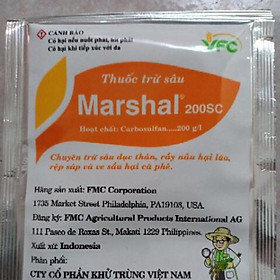 CẢNH BÁO
Có hại nếu nuốt phải, hít phải
Có hại khi tiếp xúc với da
VFC
Thuốc trừ sâu
Marshal® 200SC
Hoạt chất: Carbosulfan.....200 g/l
Chuyên trừ sâu đục thân, rầy nâu hại lúa,
rệp sáp và ve sầu hại cà phê.
Hãng sản xuất: FMC Corporation
1735 Market Street Philadelphia, PA19103, USA.
Đăng ký: FMC Agricultural Products International AG
111 Paseo de Roxas St., Makati 1229 Philippines.
Xuất xứ: Indonesia
Phân phối:
CTY CỔ PHẦN KHỬ TRÙNG VIỆT NAM